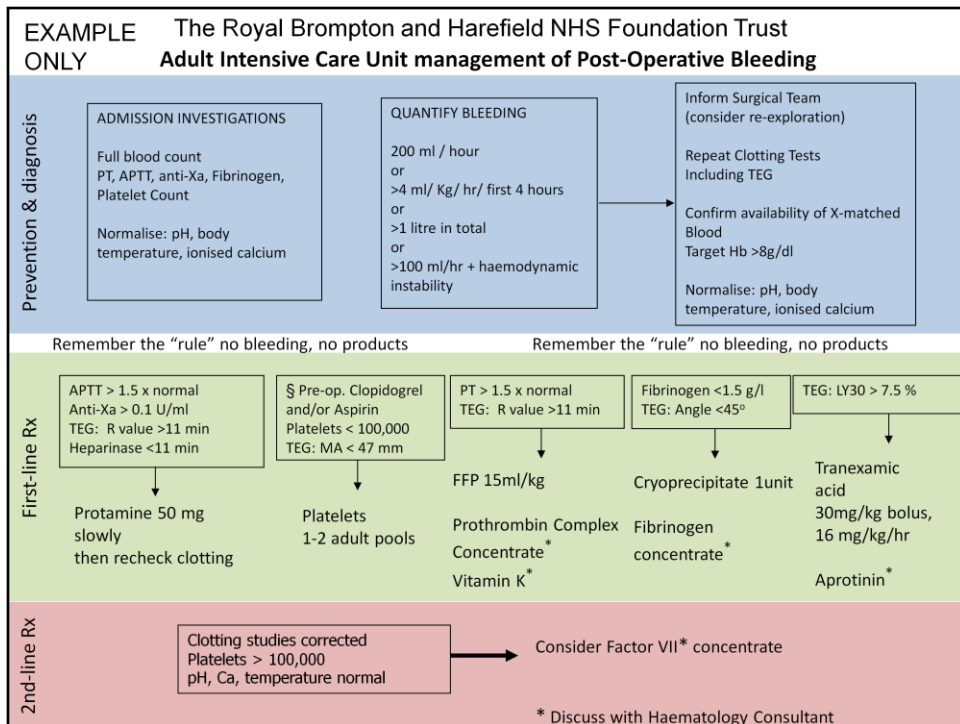 EXAMPLE
ONLY
The Royal Brompton and Harefield NHS Foundation Trust
Adult Intensive Care Unit management of Post-Operative Bleeding
Prevention & diagnosis
ADMISSION INVESTIGATIONS
Full blood count
PT, APTT, anti-Xa, Fibrinogen,
Platelet Count
Normalise: pH, body
temperature, ionised calcium
QUANTIFY BLEEDING
200 ml / hour
or
>4 ml/ Kg/ hr/ first 4 hours
or
>1 litre in total
or
>100 ml/hr + haemodynamic
instability
Inform Surgical Team
(consider re-exploration)
Repeat Clotting Tests
Including TEG
Confirm availability of X-matched
Blood
Target Hb >8g/dl
Normalise: pH, body
temperature, ionised calcium
Remember the “rule” no bleeding, no products
Remember the “rule” no bleeding, no products
First-line Rx
APTT > 1.5 x normal
Anti-Xa > 0.1 U/ml
TEG: R value >11 min
Heparinase <11 min
Protamine 50 mg
slowly
then recheck clotting
§ Pre-op. Clopidogrel
and/or Aspirin
Platelets < 100,000
TEG: MA < 47 mm
Platelets
1-2 adult pools
PT > 1.5 x normal
TEG: R value >11 min
FFP 15ml/kg
Prothrombin Complex
Concentrate*
Vitamin K*
Fibrinogen <1.5 g/l
TEG: Angle <45°
Cryoprecipitate 1unit
Fibrinogen
concentrate*
TEG: LY30 > 7.5 %
Tranexamic
acid
30mg/kg bolus,
16 mg/kg/hr
Aprotinin*
2nd-line Rx
Clotting studies corrected
Platelets > 100,000
pH, Ca, temperature normal
Consider Factor VII* concentrate
* Discuss with Haematology Consultant